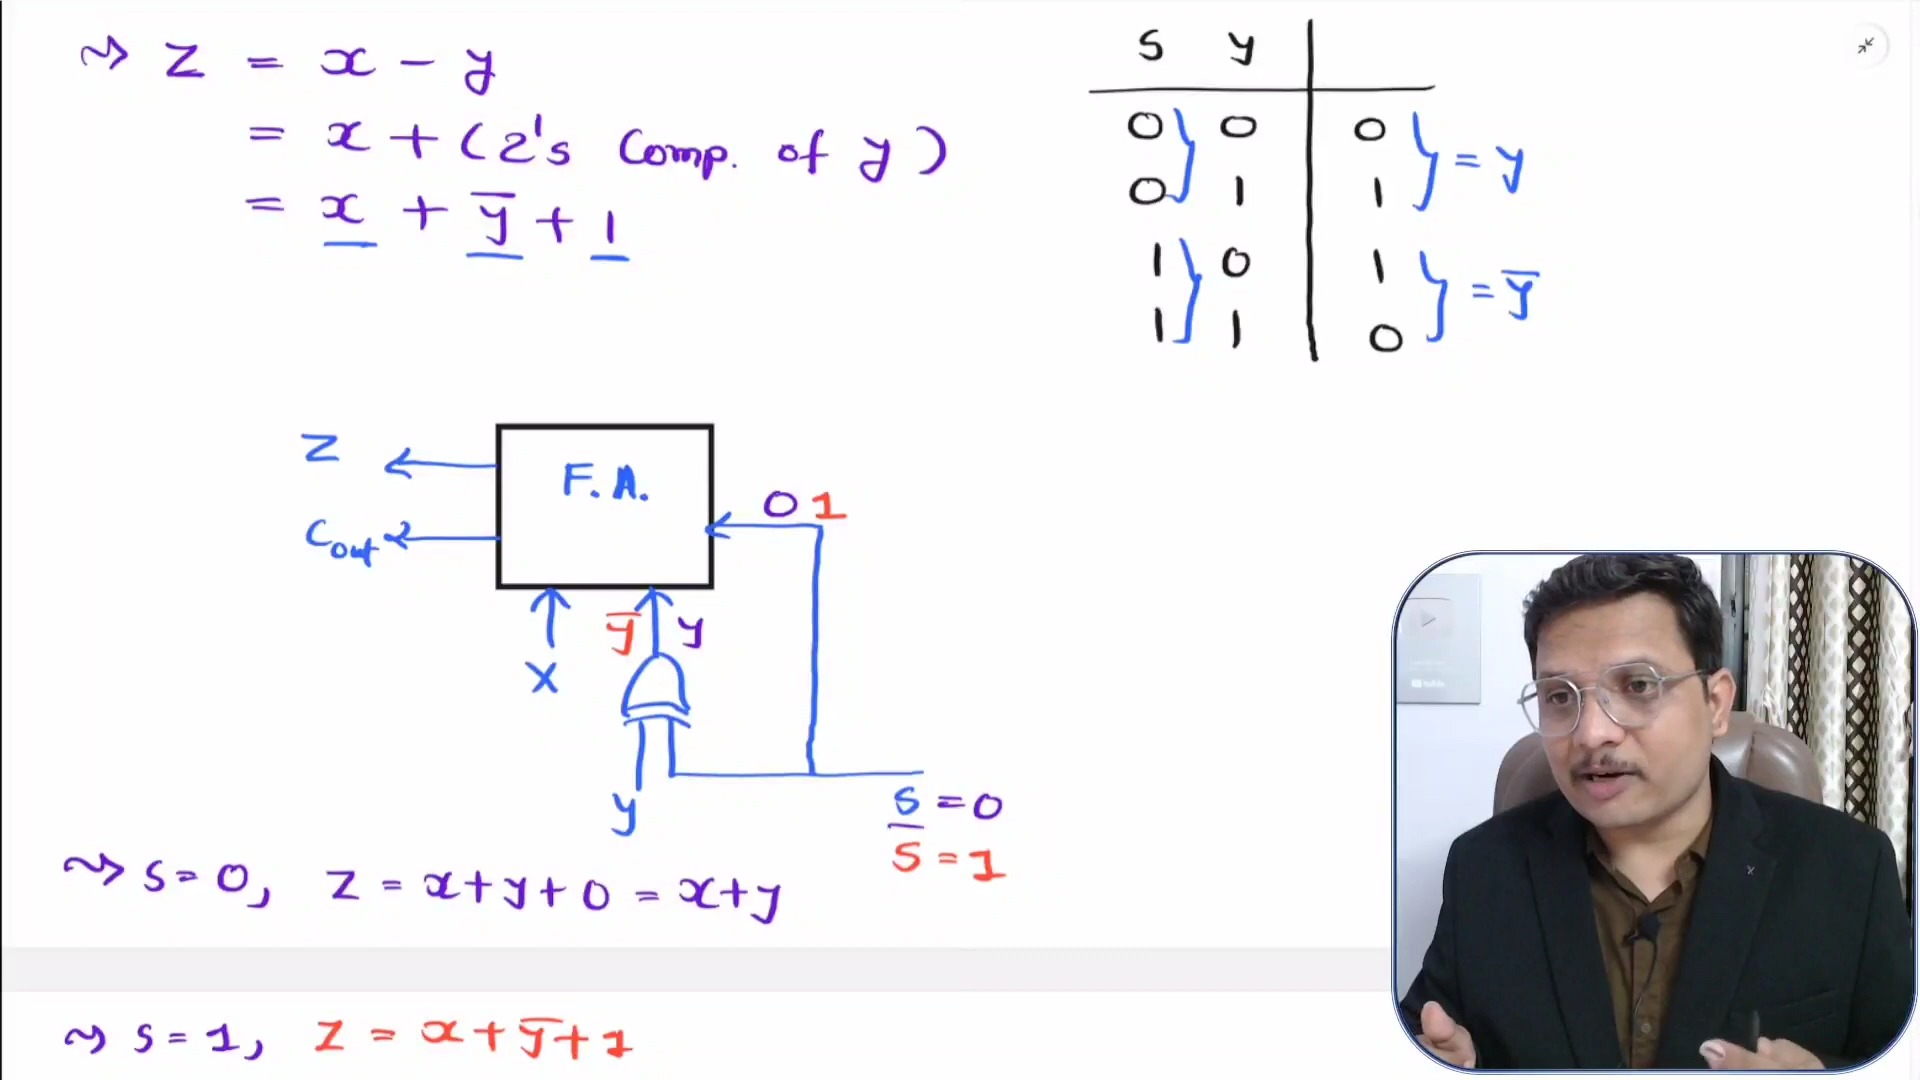 ⇝ Z = x - y
= x + (2's Comp. of y)
= x + y̅ + 1
S y
0 0 0
0 1 1 } = y
1 0 1
1 1 0 } = y̅
Z
F.A.
0 1
Cout
X
y̅ y
y
S = 0
S = 1
⇝ S = 0, Z = x + y + 0 = x + y
⇝ S = 1, Z = x + y̅ + 1